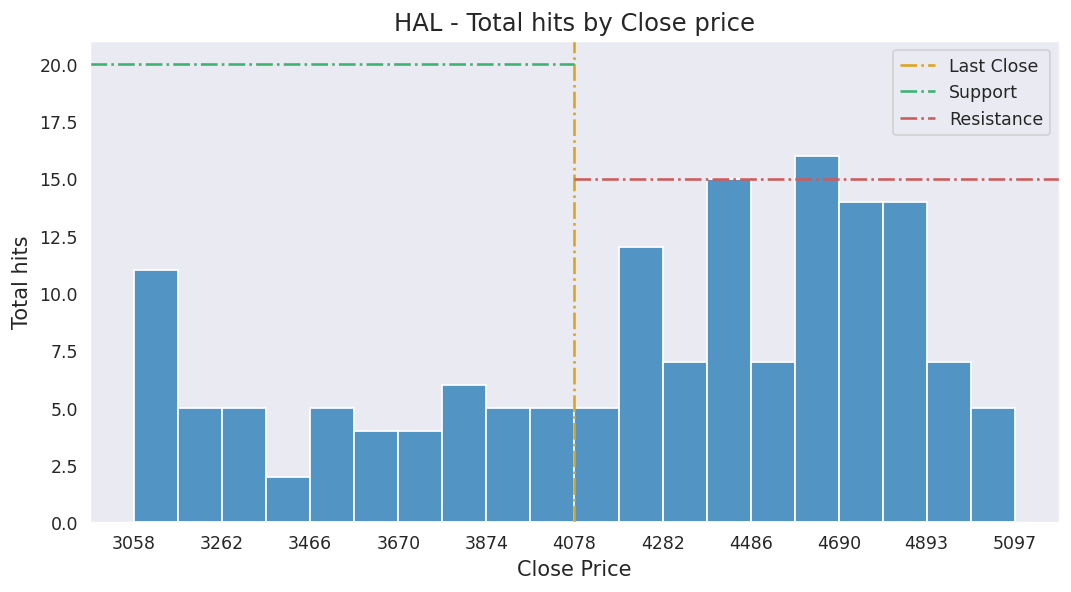 HAL - Total hits by Close price
Last Close
Support
Resistance
Total hits
20.0
17.5
15.0
12.5
10.0
7.5
5.0
2.5
0.0
3058 3262 3466 3670 3874 4078 4282 4486 4690 4893 5097
Close Price